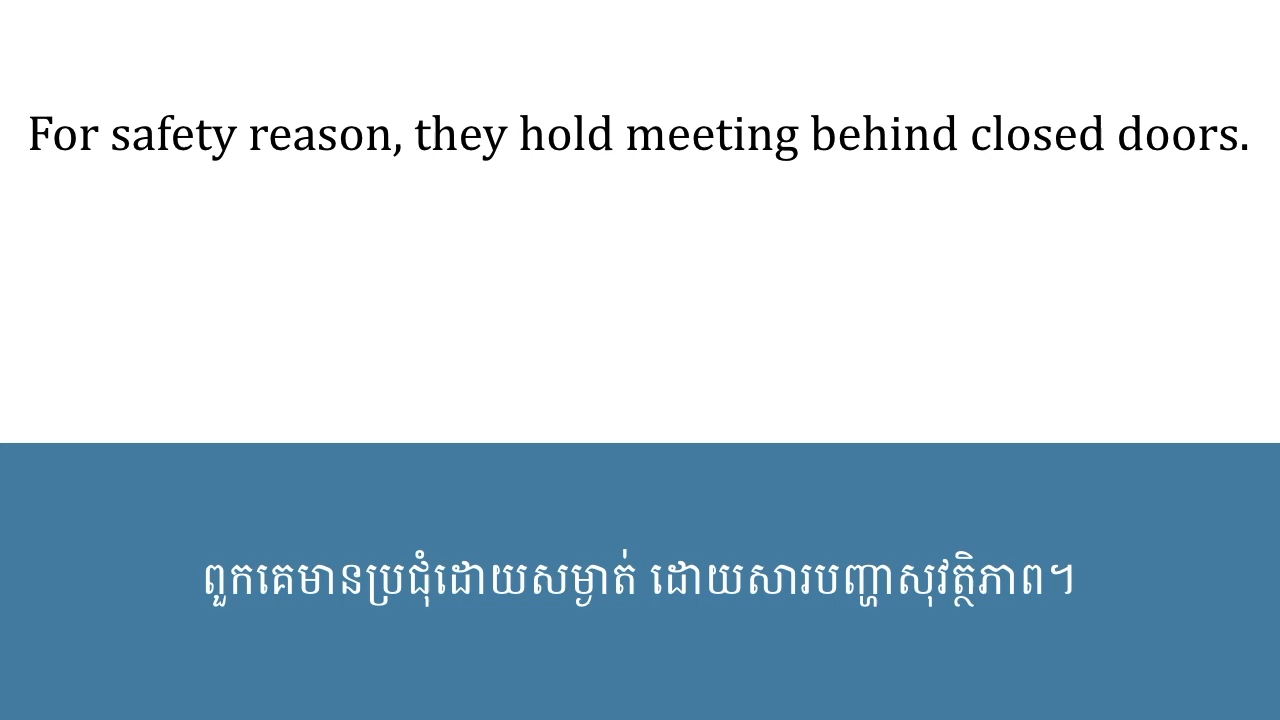 For safety reason, they hold meeting behind closed doors.
ពួកគេមានប្រជុំដោយសម្ងាត់ ដោយសារបញ្ហាសុវត្ថិភាព។